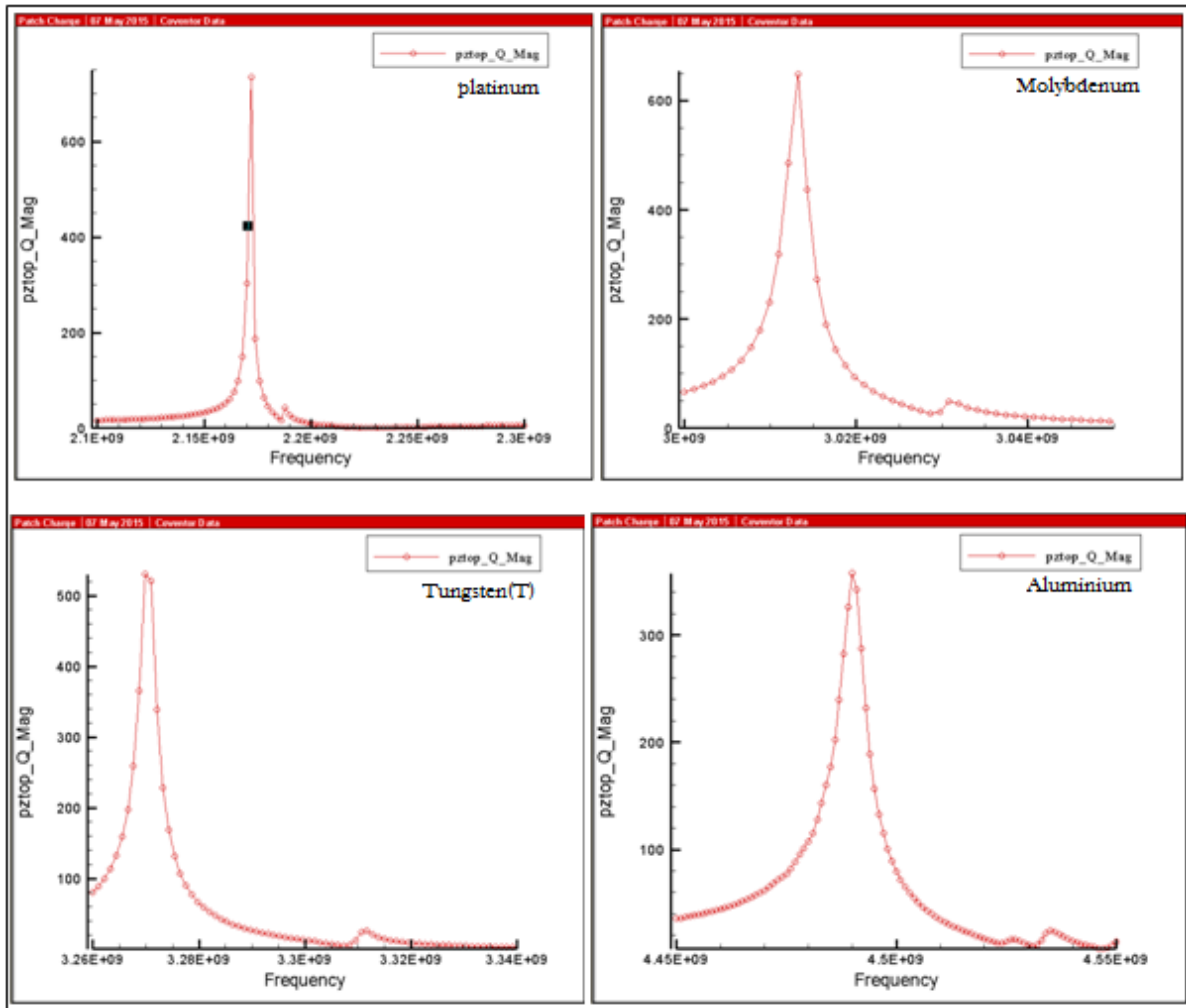 Patch Charge | 07 May 2015 | Coventor Data
pztop_Q_Mag
platinum
600
400
200
0
pztop_Q_Mag
2.1E+09 2.15E+09 2.2E+09 2.25E+09 2.3E+09
Frequency
Patch Charge | 07 May 2015 | Coventor Data
pztop_Q_Mag
Molybdenum
600
400
200
0
pztop_Q_Mag
3E+09 3.02E+09 3.04E+09
Frequency
Patch Charge | 07 May 2015 | Coventor Data
pztop_Q_Mag
Tungsten(T)
500
400
300
200
100
pztop_Q_Mag
3.26E+09 3.28E+09 3.3E+09 3.32E+09 3.34E+09
Frequency
Patch Charge | 07 May 2015 | Coventor Data
pztop_Q_Mag
Aluminium
300
200
100
pztop_Q_Mag
4.45E+09 4.5E+09 4.55E+09
Frequency